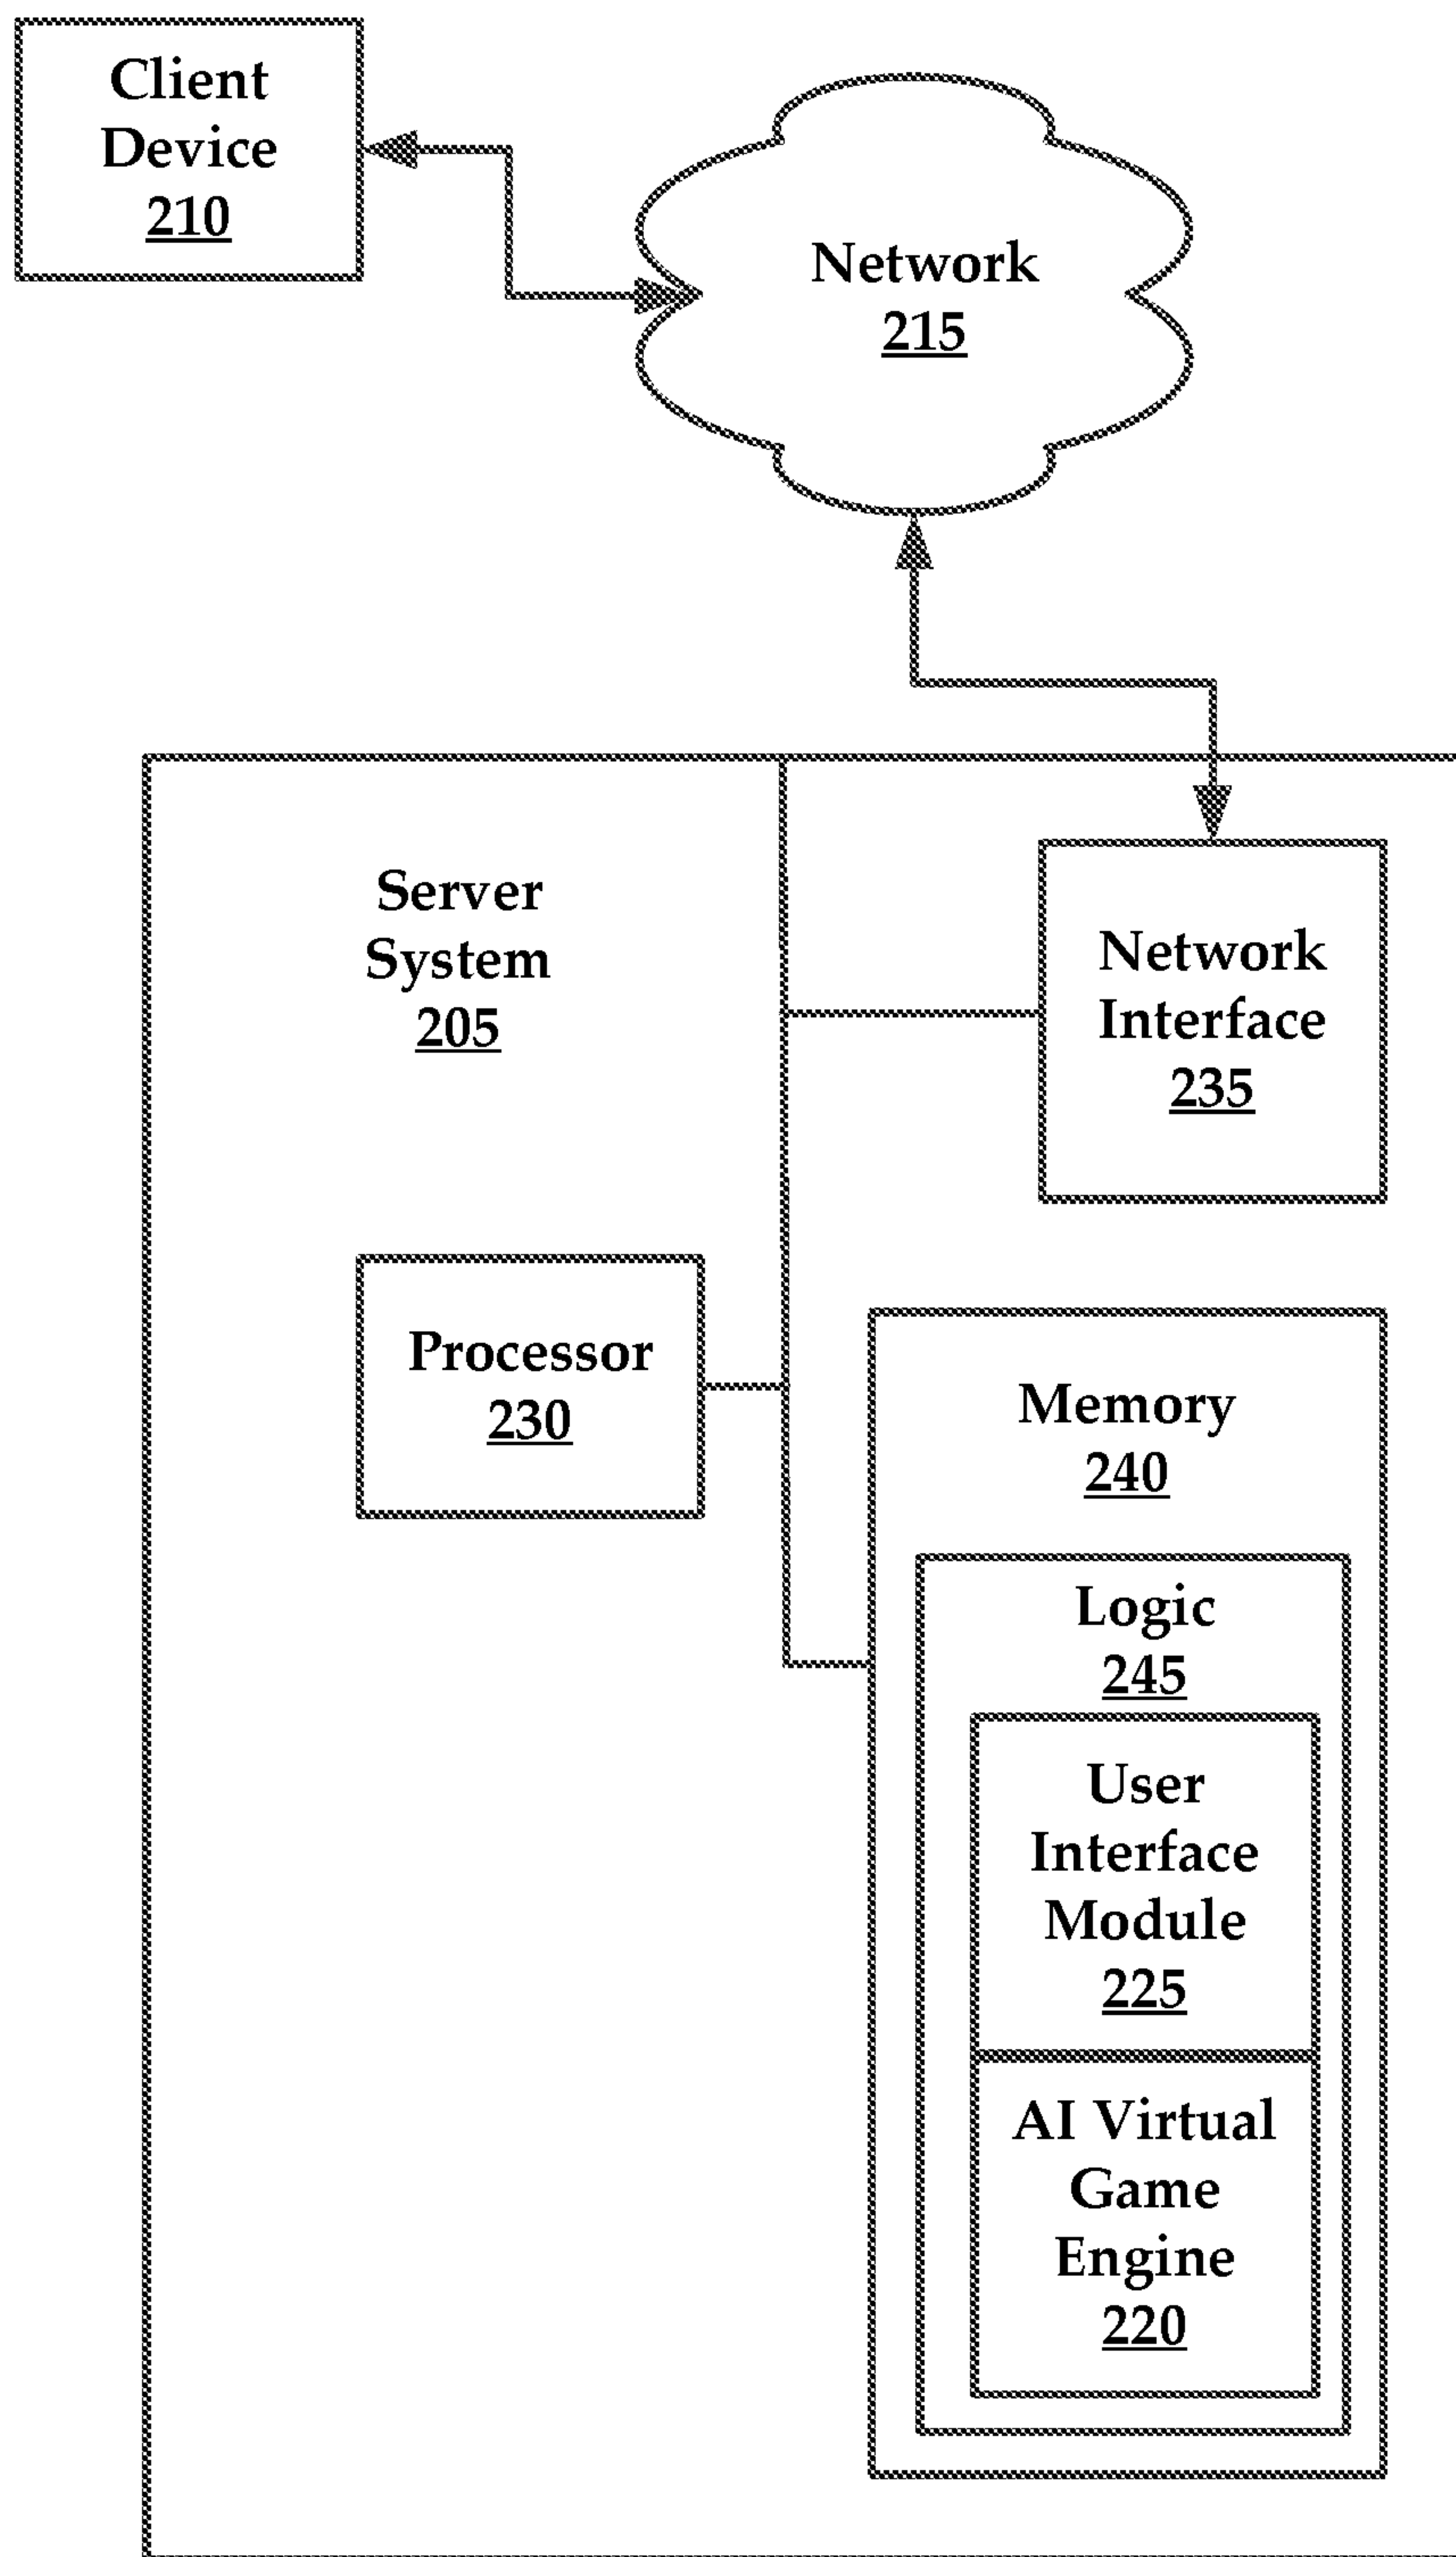 Client
Device
210
Network
215
Server
System
205
Network
Interface
235
Processor
230
Memory
240
Logic
245
User
Interface
Module
225
AI Virtual
Game
Engine
220